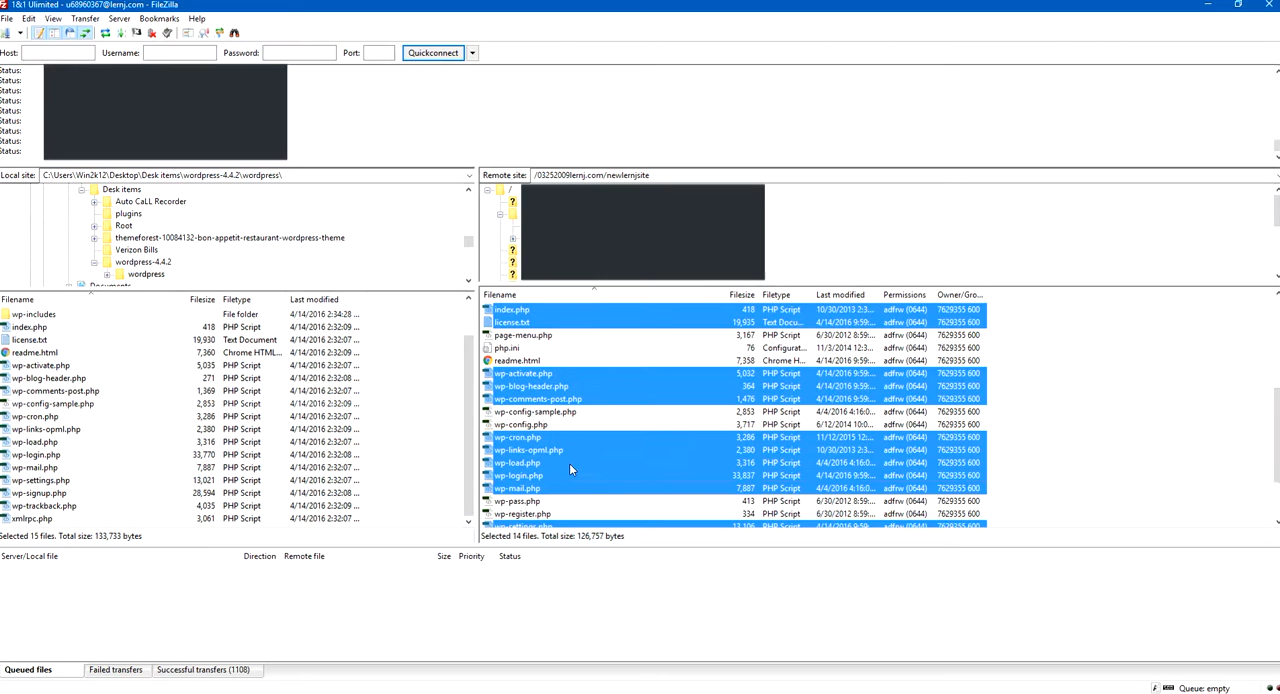 1&1 Ulimited - u68960367@lernj.com - FileZilla
File Edit View Transfer Server Bookmarks Help
Host: Username: Password: Port: Quickconnect
Status:
Status:
Status:
Status:
Status:
Status:
Status:
Status:
Status:
Local site: C:\Users\Win2k12\Desktop\Desk items\wordpress-4.4.2\wordpress\
Desk items
Auto CaLL Recorder
plugins
Root
themeforest-10084132-bon-appetit-restaurant-wordpress-theme
Verizon Bills
wordpress-4.4.2
wordpress
Documents
Remote site: /03252009lernj.com/newlernjsite
/
?
?
?
?
Filename Filesize Filetype Last modified
wp-includes File folder 4/14/2016 2:34:28 ...
index.php 418 PHP Script 4/14/2016 2:32:09 ...
license.txt 19,930 Text Document 4/14/2016 2:32:09 ...
readme.html 7,360 Chrome HTML... 4/14/2016 2:32:09 ...
wp-activate.php 5,035 PHP Script 4/14/2016 2:32:07 ...
wp-blog-header.php 271 PHP Script 4/14/2016 2:32:08 ...
wp-comments-post.php 1,369 PHP Script 4/14/2016 2:32:07 ...
wp-config-sample.php 2,853 PHP Script 4/14/2016 2:32:09 ...
wp-cron.php 3,286 PHP Script 4/14/2016 2:32:07 ...
wp-links-opml.php 2,380 PHP Script 4/14/2016 2:32:09 ...
wp-load.php 3,316 PHP Script 4/14/2016 2:32:07 ...
wp-login.php 33,770 PHP Script 4/14/2016 2:32:08 ...
wp-mail.php 7,887 PHP Script 4/14/2016 2:32:07 ...
wp-settings.php 13,021 PHP Script 4/14/2016 2:32:07 ...
wp-signup.php 28,594 PHP Script 4/14/2016 2:32:08 ...
wp-trackback.php 4,035 PHP Script 4/14/2016 2:32:09 ...
xmlrpc.php 3,061 PHP Script 4/14/2016 2:32:07 ...
Selected 15 files. Total size: 133,733 bytes
Filename Filesize Filetype Last modified Permissions Owner/Gro...
index.php 418 PHP Script 10/30/2013 2:3... adfrw (0644) 7629355 600
license.txt 19,935 Text Docu... 4/14/2016 9:59:... adfrw (0644) 7629355 600
page-menu.php 3,167 PHP Script 6/30/2012 8:59:... adfrw (0644) 7629355 600
php.ini 76 Configurat... 11/3/2014 12:3... adfrw (0644) 7629355 600
readme.html 7,358 Chrome H... 4/14/2016 9:59:... adfrw (0644) 7629355 600
wp-activate.php 5,032 PHP Script 4/14/2016 9:59:... adfrw (0644) 7629355 600
wp-blog-header.php 364 PHP Script 4/14/2016 9:59:... adfrw (0644) 7629355 600
wp-comments-post.php 1,476 PHP Script 4/14/2016 9:59:... adfrw (0644) 7629355 600
wp-config-sample.php 2,853 PHP Script 4/4/2016 4:16:0... adfrw (0644) 7629355 600
wp-config.php 3,717 PHP Script 6/12/2014 10:0... adfrw (0644) 7629355 600
wp-cron.php 3,286 PHP Script 11/12/2015 12:... adfrw (0644) 7629355 600
wp-links-opml.php 2,380 PHP Script 10/30/2013 2:3... adfrw (0644) 7629355 600
wp-load.php 3,316 PHP Script 4/4/2016 4:16:0... adfrw (0644) 7629355 600
wp-login.php 33,837 PHP Script 4/14/2016 9:59:... adfrw (0644) 7629355 600
wp-mail.php 7,887 PHP Script 4/4/2016 4:16:0... adfrw (0644) 7629355 600
wp-pass.php 413 PHP Script 6/30/2012 8:59:... adfrw (0644) 7629355 600
wp-register.php 334 PHP Script 6/30/2012 8:59:... adfrw (0644) 7629355 600
wp-settings.php 13,106 PHP Script 4/14/2016 9:59:... adfrw (0644) 7629355 600
Selected 14 files. Total size: 126,757 bytes
Server/Local file Direction Remote file Size Priority Status
Queued files Failed transfers Successful transfers (1108)
Queue: empty